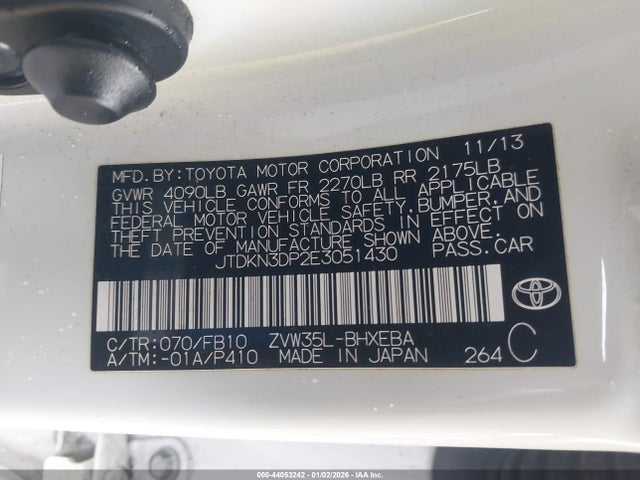 MFD. BY: TOYOTA MOTOR CORPORATION 11/13
GVWR 4090LB GAWR FR 2270LB RR 2175LB
THIS VEHICLE CONFORMS TO ALL APPLICABLE
FEDERAL MOTOR VEHICLE SAFETY, BUMPER, AND
THEFT PREVENTION STANDARDS IN EFFECT ON
THE DATE OF MANUFACTURE SHOWN ABOVE.
JTDKN3DP2E3051430 PASS. CAR
C/TR: 070/FB10 ZVW35L-BHXEBA
A/TM: -01A/P410 MADE IN JAPAN 264 C
000-44053242 - 01/02/2026 - IAA Inc.